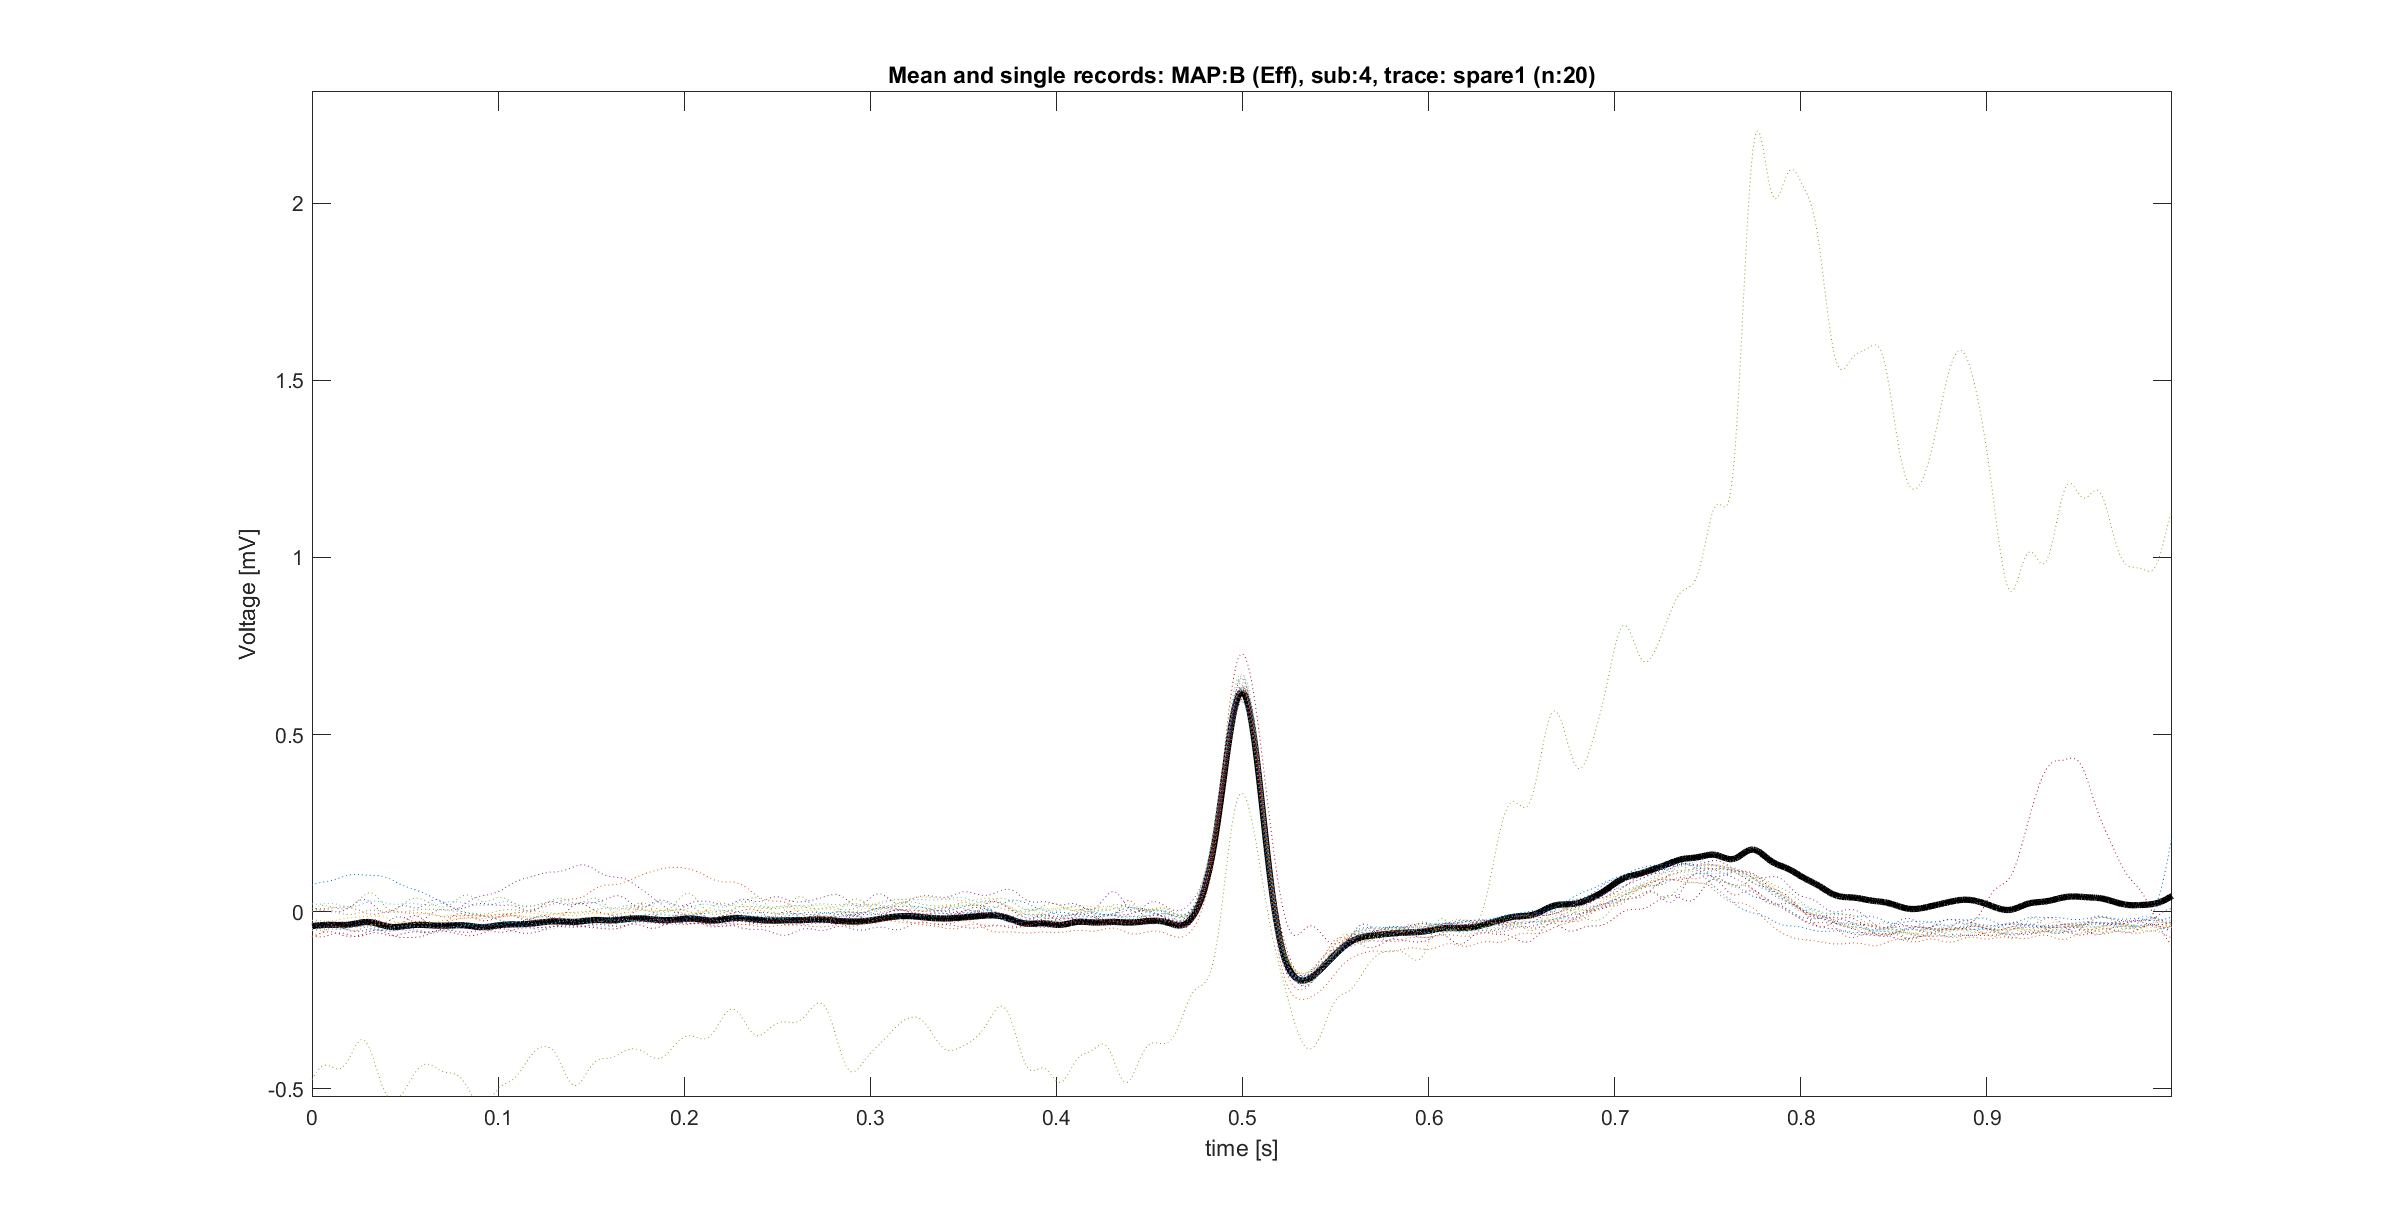 Mean and single records: MAP:B (Eff), sub:4, trace: spare1 (n:20)
2
1.5
1
0.5
0
-0.5
Voltage [mV]
0 0.1 0.2 0.3 0.4 0.5 0.6 0.7 0.8 0.9
time [s]